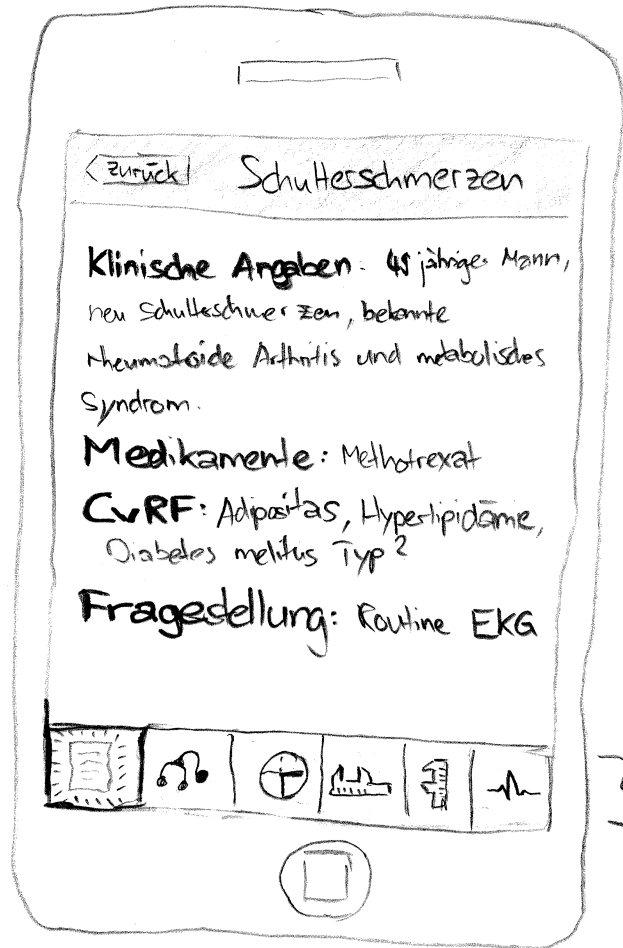 Zurück
Schulterschmerzen
Klinische Angaben: 45 jähriger Mann,
neu Schulterschmerzen, bekannte
rheumatoide Arthritis und metabolisches
Syndrom.
Medikamente: Methotrexat
CvRF: Adipositas, Hyperlipidämie,
Diabetes melitus Typ 2
Fragestellung: Routine EKG